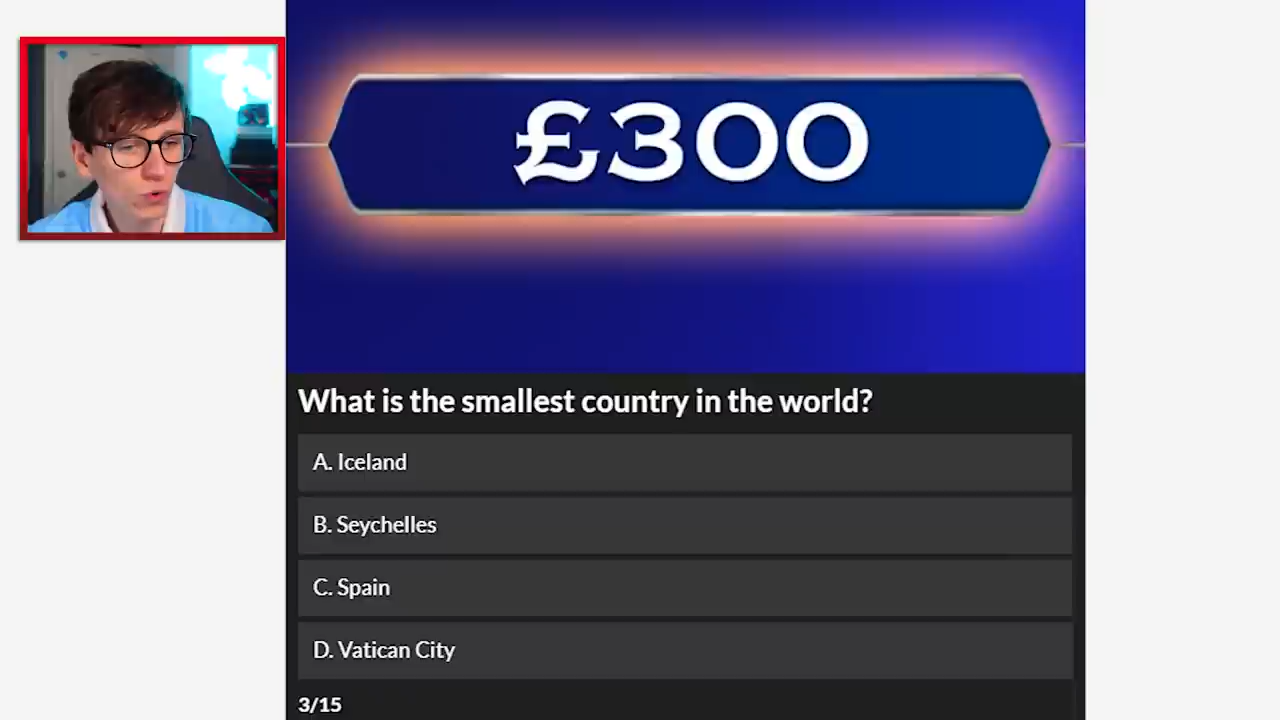 £300
What is the smallest country in the world?
A. Iceland
B. Seychelles
C. Spain
D. Vatican City
3/15